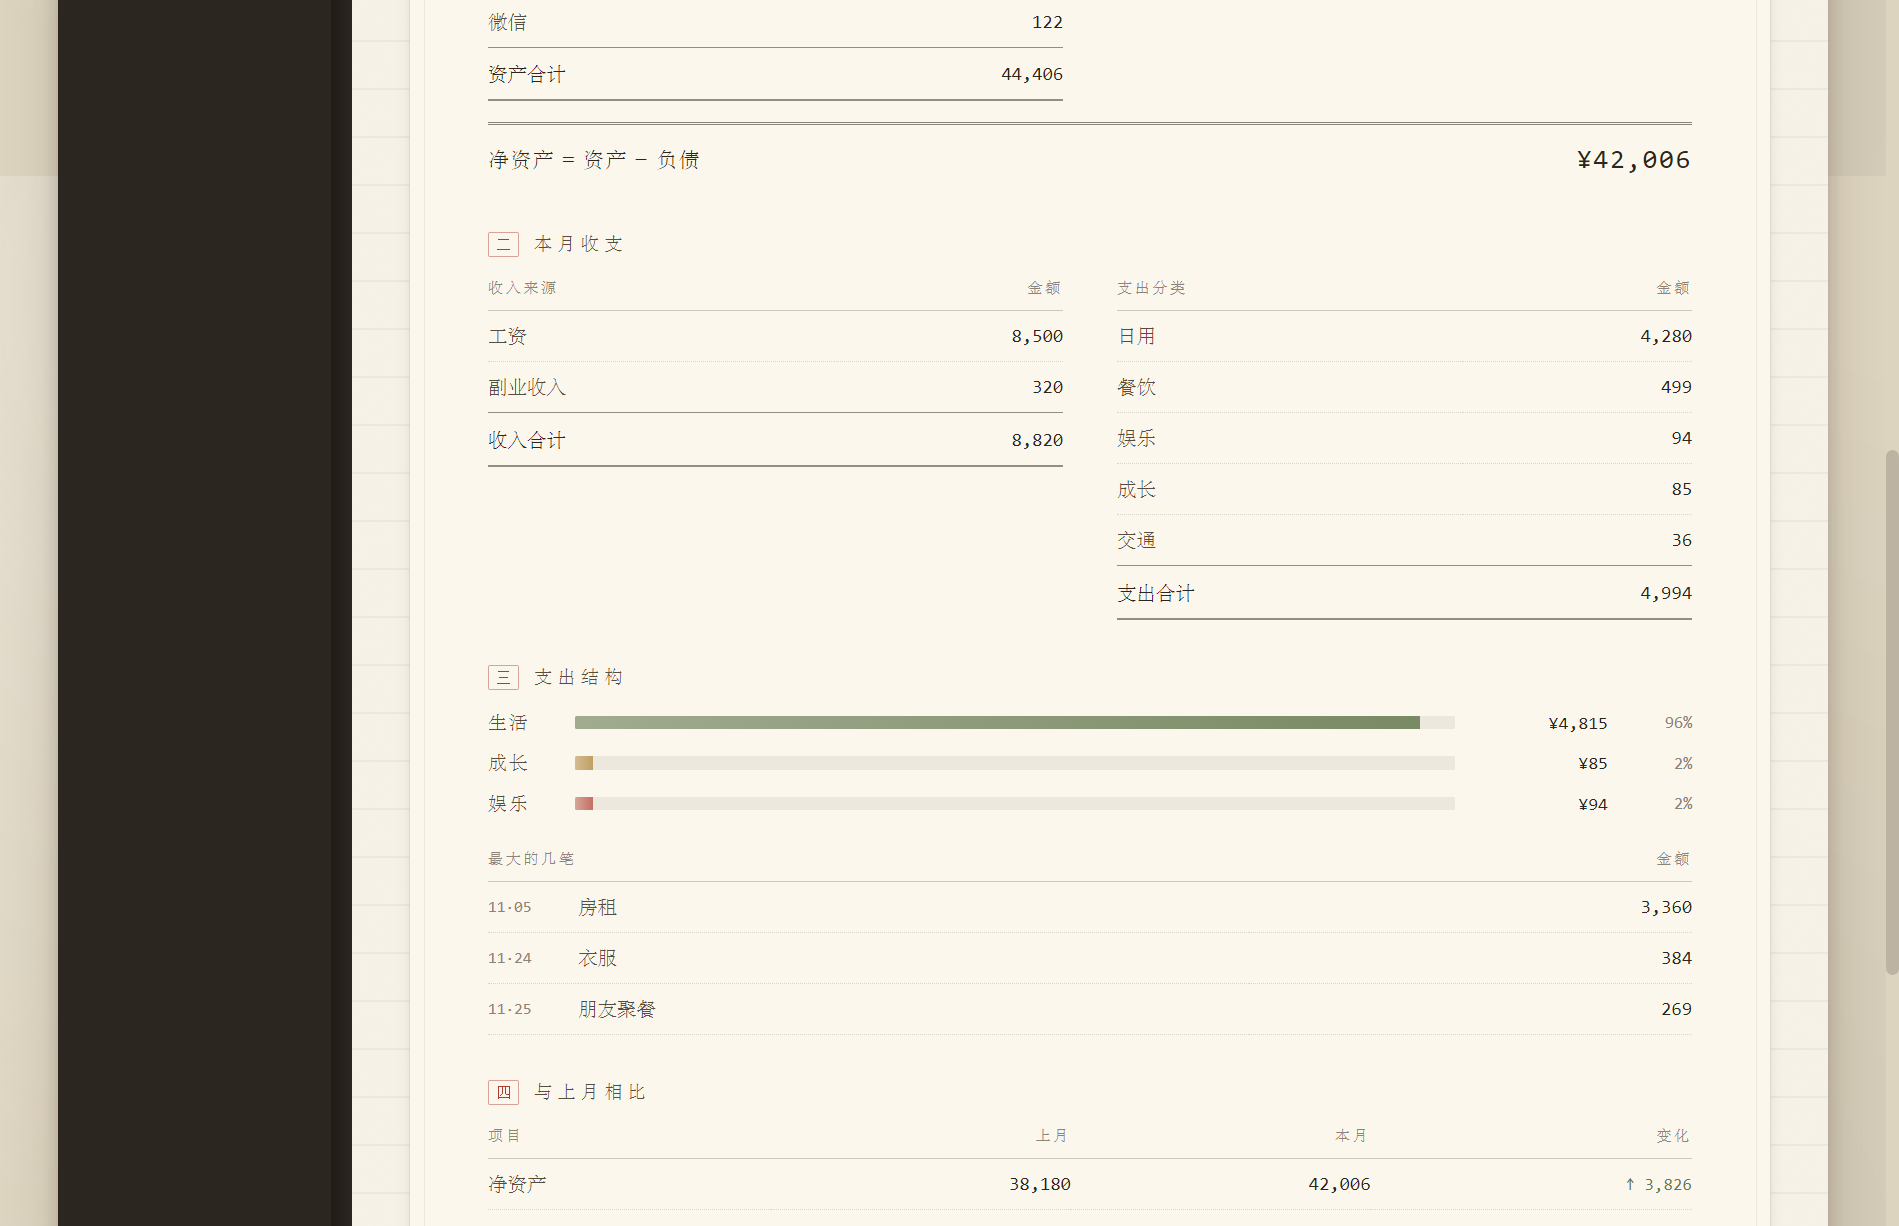 微信 122
资产合计 44,406
净资产 = 资产 − 负债 ¥42,006
二 本月收支
收入来源 金额 支出分类 金额
工资 8,500 日用 4,280
副业收入 320 餐饮 499
收入合计 8,820 娱乐 94
成长 85
交通 36
支出合计 4,994
三 支出结构
生活 ¥4,815 96%
成长 ¥85 2%
娱乐 ¥94 2%
最大的几笔 金额
11·05 房租 3,360
11·24 衣服 384
11·25 朋友聚餐 269
四 与上月相比
项目 上月 本月 变化
净资产 38,180 42,006 ↑ 3,826